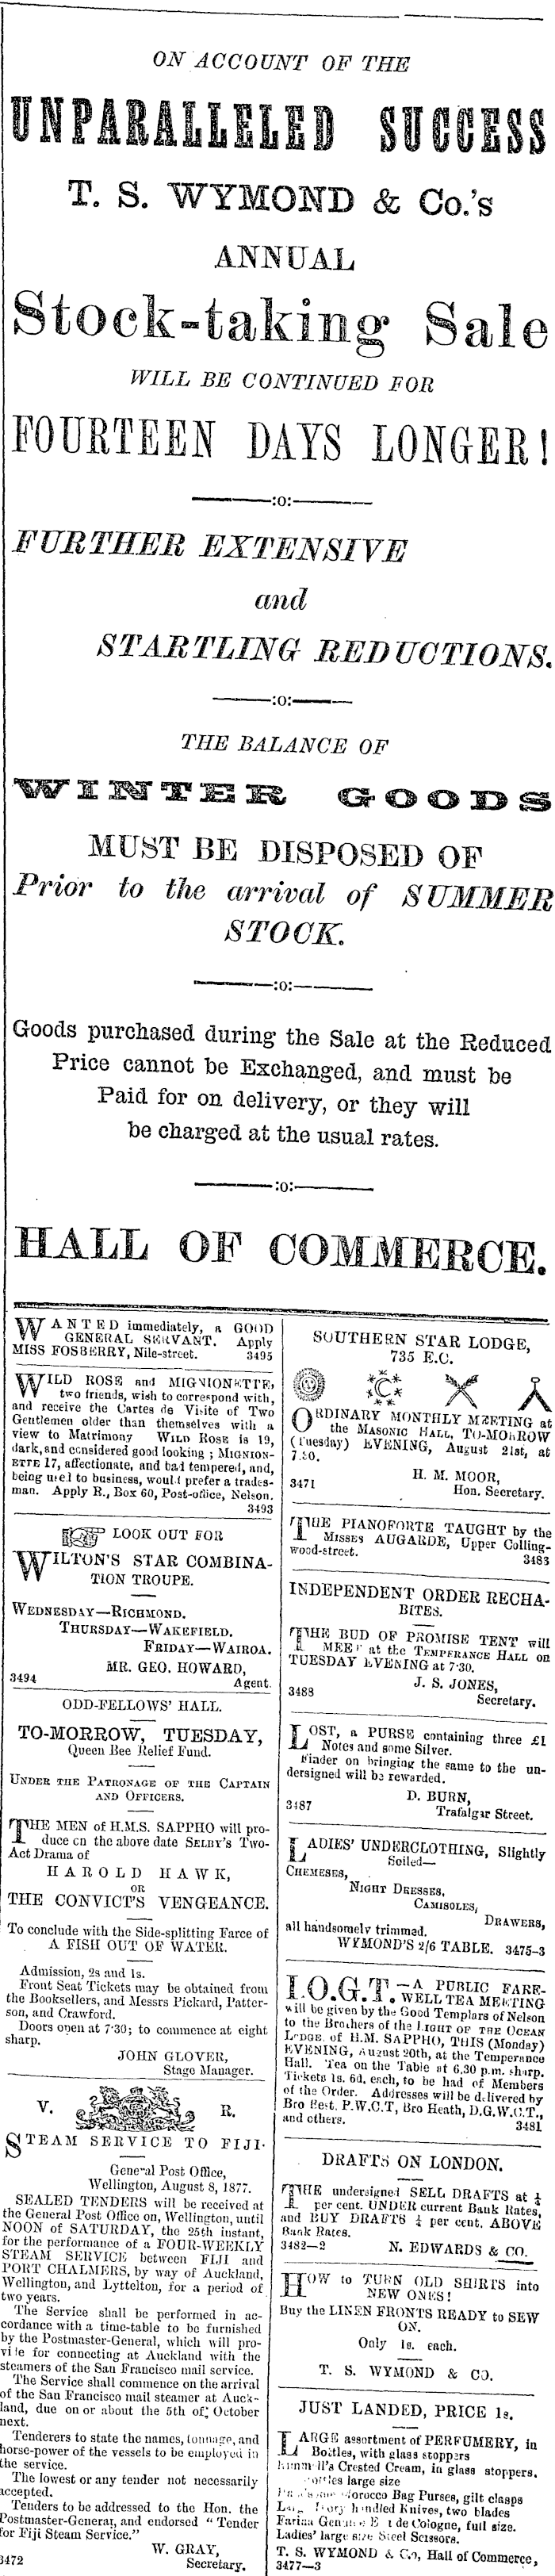 ON ACCOUNT OF THE
UNPARALLELED SUCCESS
T. S. WYMOND & Co.'s
ANNUAL
Stock-taking Sale
WILL BE CONTINUED FOR
FOURTEEN DAYS LONGER!
:o:
FURTHER EXTENSIVE
and
STARTLING REDUCTIONS.
:o:
THE BALANCE OF
WINTER GOODS
MUST BE DISPOSED OF
Prior to the arrival of SUMMER
STOCK.
:o:
Goods purchased during the Sale at the Reduced
Price cannot be Exchanged, and must be
Paid for on delivery, or they will
be charged at the usual rates.
:o:
HALL OF COMMERCE.
WANTED immediately, a GOOD
GENERAL SERVANT. Apply
MISS FOSBERRY, Nile-street. 3495
WILD ROSE and MIGNIONETTE,
two friends, wish to correspond with,
and receive the Cartes de Visite of Two
Gentlemen older than themselves with a
view to Matrimony WILD ROSE is 19,
dark, and considered good looking; MIGNION-
ETTE 17, affectionate, and bad tempered, and,
being used to business, would prefer a trades-
man. Apply R., Box 60, Post-office, Nelson.
3493
LOOK OUT FOR
WILTON'S STAR COMBINA-
TION TROUPE.
WEDNESDAY—RICHMOND.
THURSDAY—WAKEFIELD.
FRIDAY—WAIROA.
MR. GEO. HOWARD,
3494 Agent.
ODD-FELLOWS' HALL.
TO-MORROW, TUESDAY,
Queen Bee Relief Fund.
UNDER THE PATRONAGE OF THE CAPTAIN
AND OFFICERS.
THE MEN of H.M.S. SAPPHO will pro-
duce on the above date SELBY'S Two-
Act Drama of
HAROLD HAWK,
OR
THE CONVICT'S VENGEANCE.
To conclude with the Side-splitting Farce of
A FISH OUT OF WATER.
Admission, 2s and 1s.
Front Seat Tickets may be obtained from
the Booksellers, and Messrs Pickard, Patter-
son, and Crawford.
Doors open at 7·30; to commence at eight
sharp.
JOHN GLOVER,
Stage Manager.
V. R.
STEAM SERVICE TO FIJI·
General Post Office,
Wellington, August 8, 1877.
SEALED TENDERS will be received at
the General Post Office on, Wellington, until
NOON of SATURDAY, the 25th instant,
for the performance of a FOUR-WEEKLY
STEAM SERVICE between FIJI and
PORT CHALMERS, by way of Auckland,
Wellington, and Lyttelton, for a period of
two years.
The Service shall be performed in ac-
cordance with a time-table to be furnished
by the Postmaster-General, which will pro-
vide for connecting at Auckland with the
steamers of the San Francisco mail service.
The Service shall commence on the arrival
of the San Francisco mail steamer at Auck-
land, due on or about the 5th of October
next.
Tenderers to state the names, tonnage, and
horse-power of the vessels to be employed in
the service.
The lowest or any tender not necessarily
accepted.
Tenders to be addressed to the Hon. the
Postmaster-General, and endorsed "Tender
for Fiji Steam Service."
W. GRAY,
3472 Secretary.
SOUTHERN STAR LODGE,
735 E.C.
ORDINARY MONTHLY MEETING at
the MASONIC HALL, TO-MORROW
(Tuesday) EVENING, August 21st, at
7.30.
H. M. MOOR,
3471 Hon. Secretary.
THE PIANOFORTE TAUGHT by the
MISSES AUGARDE, Upper Colling-
wood-street. 3483
INDEPENDENT ORDER RECHA-
BITES.
THE BUD OF PROMISE TENT will
MEET at the TEMPERANCE HALL on
TUESDAY EVENING at 7·30.
J. S. JONES,
3488 Secretary.
LOST, a PURSE containing three £1
Notes and some Silver.
Finder on bringing the same to the un-
dersigned will be rewarded.
D. BURN,
3487 Trafalgar Street.
LADIES' UNDERCLOTHING, Slightly
Soiled—
CHEMESES,
NIGHT DRESSES,
CAMISOLES,
DRAWERS,
all handsomely trimmed.
WYMOND'S 2/6 TABLE. 3475-3
I.O.G.T.—A PUBLIC FARE-
WELL TEA MEETING
will be given by the Good Templars of Nelson
to the Brothers of the LIGHT OF THE OCEAN
LODGE of H.M. SAPPHO, THIS (Monday)
EVENING, August 20th, at the Temperance
Hall. Tea on the Table at 6.30 p.m. sharp.
Tickets 1s. 6d. each, to be had of Members
of the Order. Addresses will be delivered by
Bro Best, P.W.C.T, Bro Heath, D.G.W.C.T.,
and others. 3481
DRAFTS ON LONDON.
THE undersigned SELL DRAFTS at
per cent. UNDER current Bank Rates,
and BUY DRAFTS per cent. ABOVE
Bank Rates.
3482—2 N. EDWARDS & CO.
HOW to TURN OLD SHIRTS into
NEW ONES!
Buy the LINEN FRONTS READY to SEW
ON.
Only 1s. each.
T. S. WYMOND & CO.
JUST LANDED, PRICE 1s.
LARGE assortment of PERFUMERY, in
Bottles, with glass stoppers
Crested Cream, in glass stoppers,
large size
Morocco Bag Purses, gilt clasps
handled Knives, two blades
Farina Genuine de Cologne, full size.
Ladies' large size Steel Scissors.
T. S. WYMOND & Co, Hall of Commerce,
3477—3